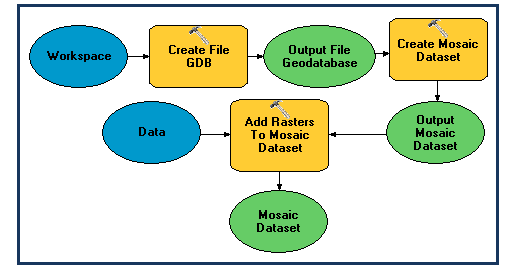 Workspace
Create File
GDB
Output File
Geodatabase
Create Mosaic
Dataset
Data
Add Rasters
To Mosaic
Dataset
Output
Mosaic
Dataset
Mosaic
Dataset